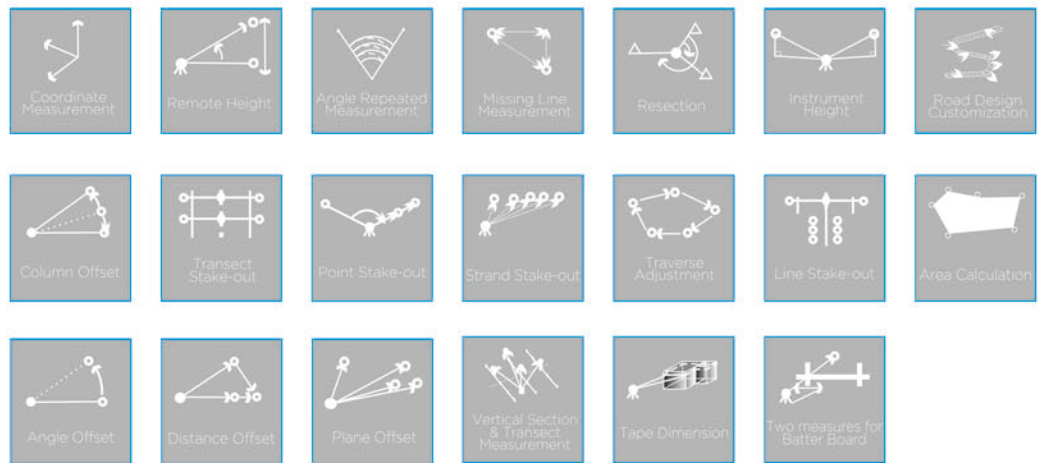 Coordinate
Measurement
Remote Height
Angle Repeated
Measurement
Missing Line
Measurement
Resection
Instrument
Height
Road Design
Customization
Column Offset
Transect
Stake-out
Point Stake-out
Strand Stake-out
Traverse
Adjustment
Line Stake-out
Area Calculation
Angle Offset
Distance Offset
Plane Offset
Vertical Section
& Transect
Measurement
Tape Dimension
Two measures for
Batter Board